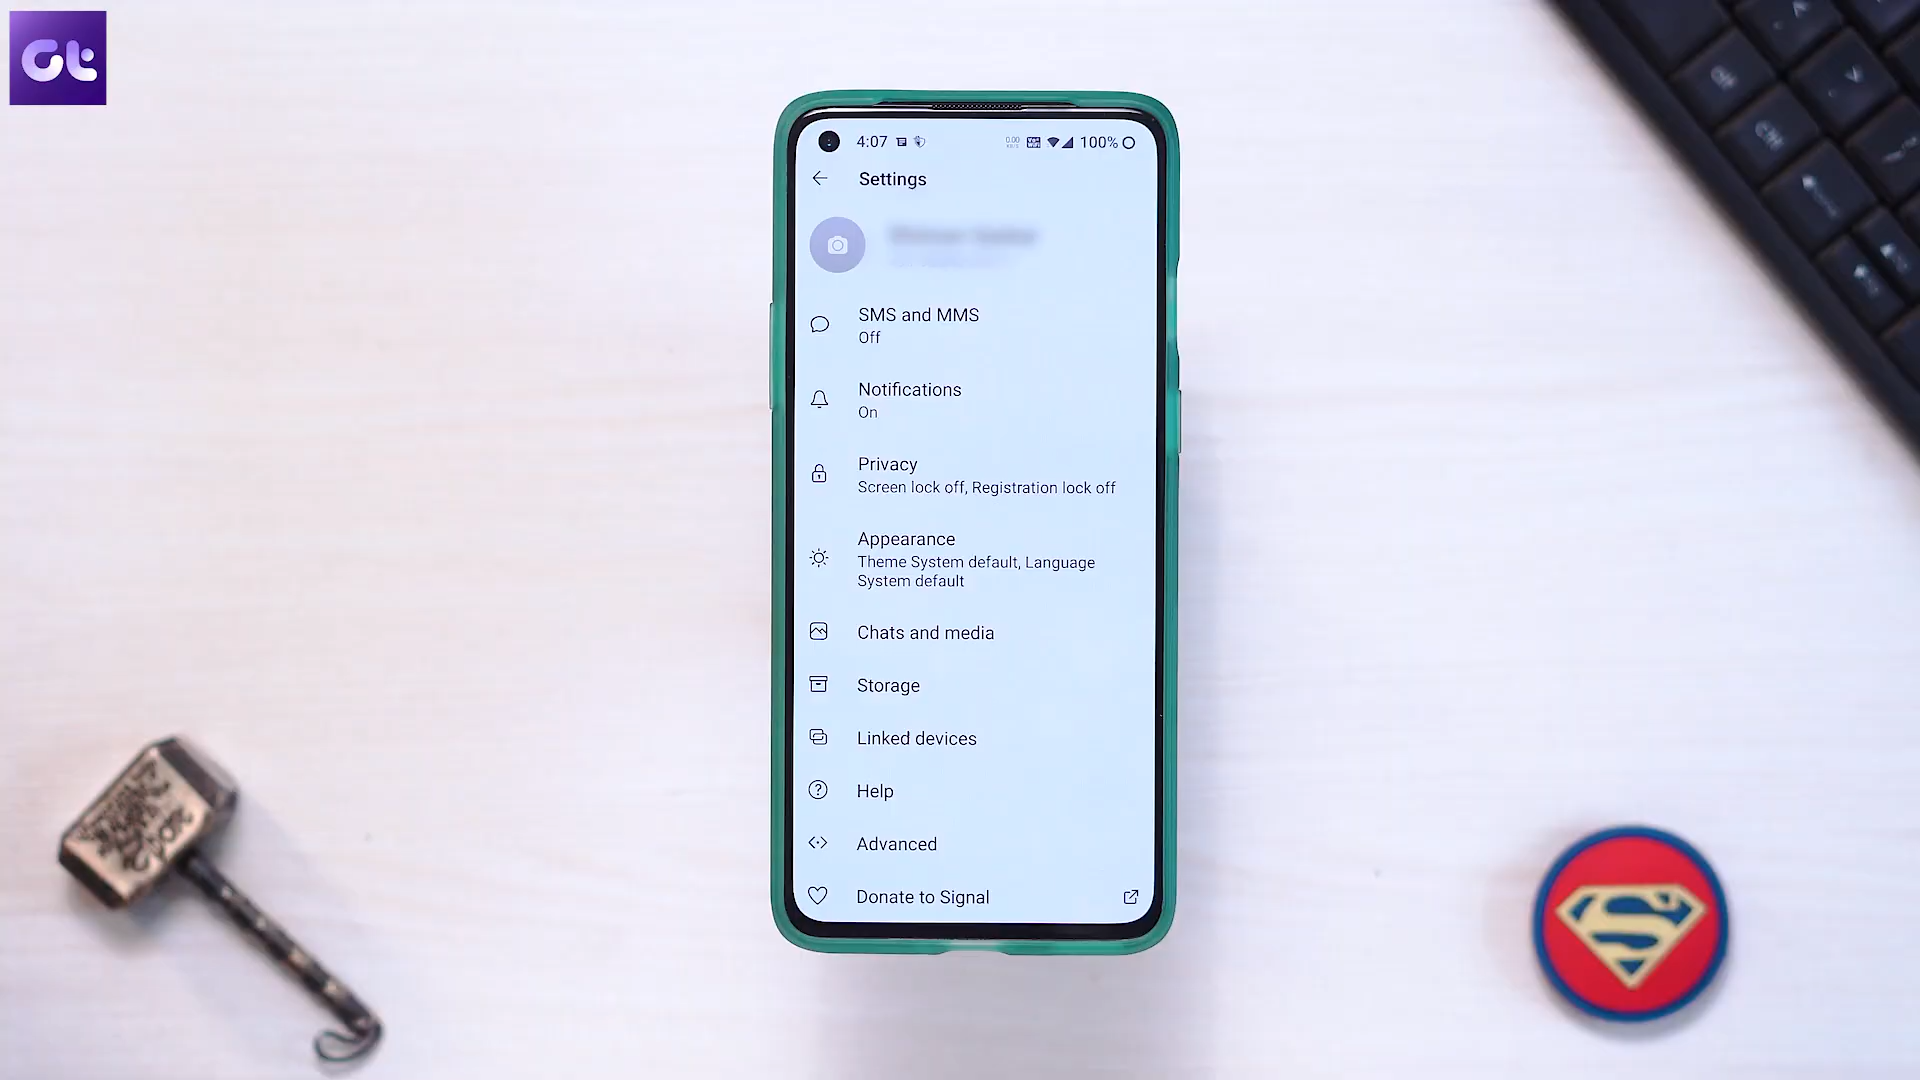 Gt
4:07
100%
Settings
SMS and MMS
Off
Notifications
On
Privacy
Screen lock off, Registration lock off
Appearance
Theme System default, Language
System default
Chats and media
Storage
Linked devices
Help
Advanced
Donate to Signal
S